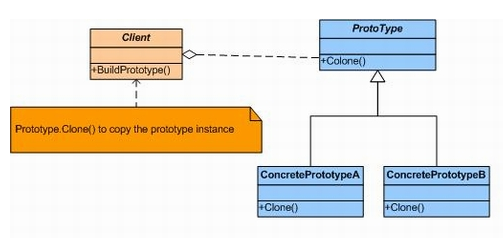 Client
+BuildPrototype()
ProtoType
+Colone()
Prototype.Clone() to copy the prototype instance
ConcretePrototypeA
+Clone()
ConcretePrototypeB
+Clone()